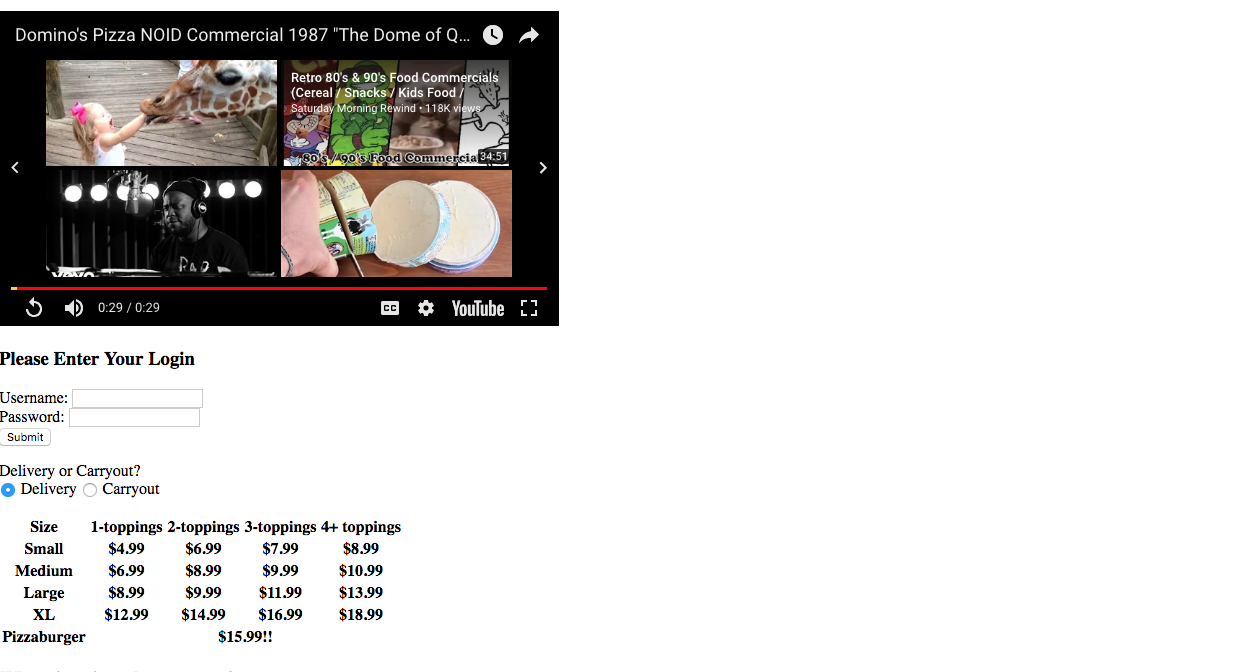 Domino's Pizza NOID Commercial 1987 "The Dome of Q...
Retro 80's & 90's Food Commercials
(Cereal / Snacks / Kids Food /
Saturday Morning Rewind • 118K views
80's / 90's Food Commercia
34:51
vevo
0:29 / 0:29
CC
YouTube
Please Enter Your Login
Username:
Password:
Submit
Delivery or Carryout?
Delivery Carryout
Size 1-toppings 2-toppings 3-toppings 4+ toppings
Small $4.99 $6.99 $7.99 $8.99
Medium $6.99 $8.99 $9.99 $10.99
Large $8.99 $9.99 $11.99 $13.99
XL $12.99 $14.99 $16.99 $18.99
Pizzaburger $15.99!!